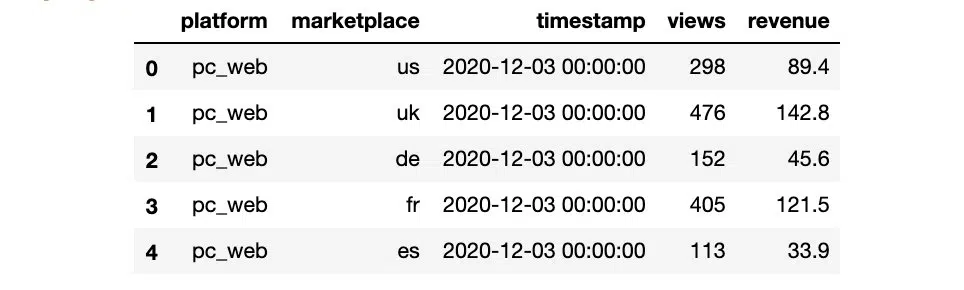 platform marketplace timestamp views revenue
0 pc_web us 2020-12-03 00:00:00 298 89.4
1 pc_web uk 2020-12-03 00:00:00 476 142.8
2 pc_web de 2020-12-03 00:00:00 152 45.6
3 pc_web fr 2020-12-03 00:00:00 405 121.5
4 pc_web es 2020-12-03 00:00:00 113 33.9